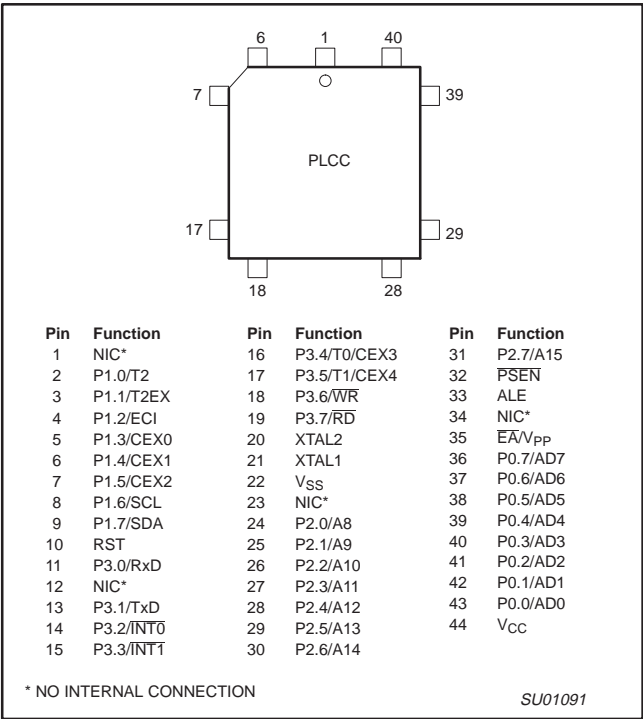 6 1 40
7 39
PLCC
17 29
18 28
Pin Function Pin Function Pin Function
1 NIC* 16 P3.4/T0/CEX3 31 P2.7/A15
2 P1.0/T2 17 P3.5/T1/CEX4 32 PSEN
3 P1.1/T2EX 18 P3.6/WR 33 ALE
4 P1.2/ECI 19 P3.7/RD 34 NIC*
5 P1.3/CEX0 20 XTAL2 35 EA/VPP
6 P1.4/CEX1 21 XTAL1 36 P0.7/AD7
7 P1.5/CEX2 22 VSS 37 P0.6/AD6
8 P1.6/SCL 23 NIC* 38 P0.5/AD5
9 P1.7/SDA 24 P2.0/A8 39 P0.4/AD4
10 RST 25 P2.1/A9 40 P0.3/AD3
11 P3.0/RxD 26 P2.2/A10 41 P0.2/AD2
12 NIC* 27 P2.3/A11 42 P0.1/AD1
13 P3.1/TxD 28 P2.4/A12 43 P0.0/AD0
14 P3.2/INT0 29 P2.5/A13 44 VCC
15 P3.3/INT1 30 P2.6/A14
* NO INTERNAL CONNECTION
SU01091